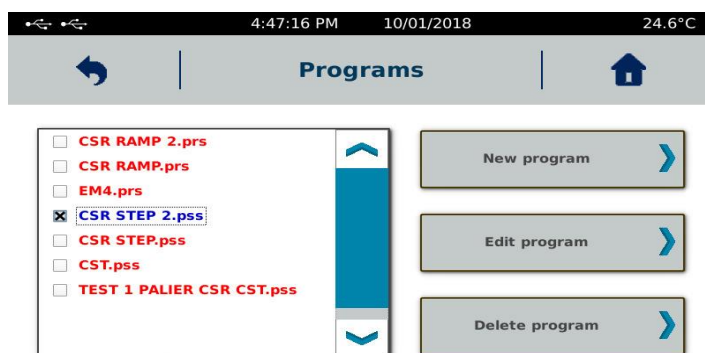 4:47:16 PM 10/01/2018 24.6°C
Programs
CSR RAMP 2.prs
CSR RAMP.prs
EM4.prs
CSR STEP 2.pss
CSR STEP.pss
CST.pss
TEST 1 PALIER CSR CST.pss
New program
Edit program
Delete program